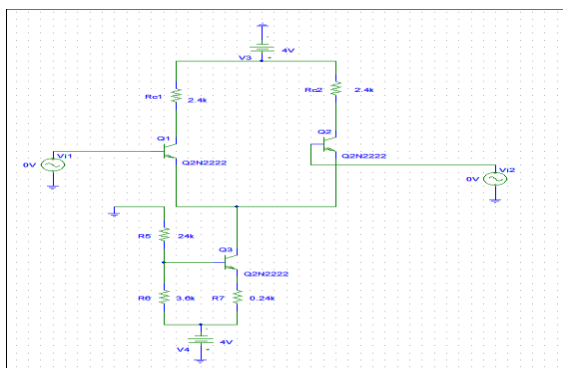 V3
4V
Rc1
2.4k
Rc2
2.4k
Q1
Q2
Q2N2222
Q2N2222
Vi1
0V
Vi2
0V
R5
24k
Q3
Q2N2222
R6
3.6k
R7
0.24k
V4
4V